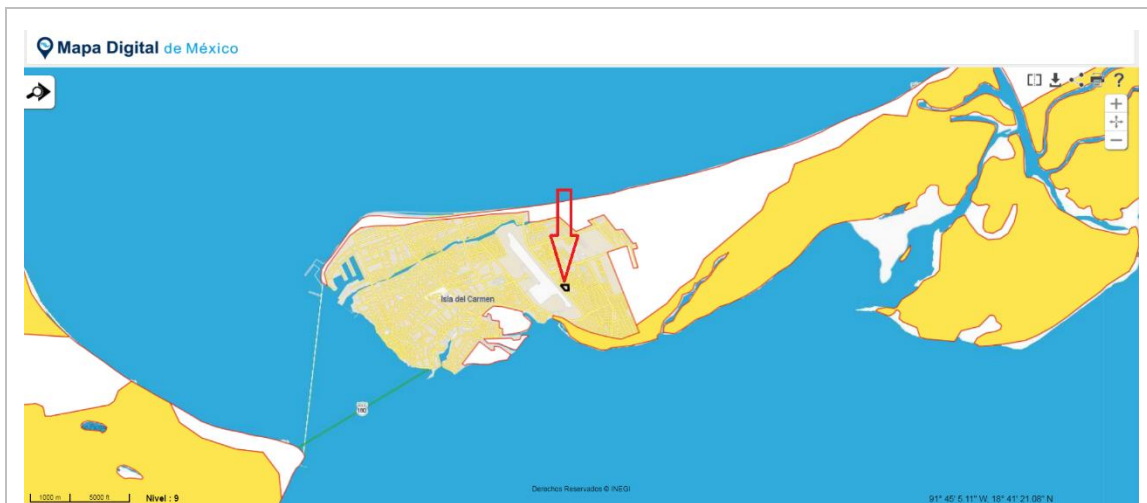 Mapa Digital de México
?
+
−
Isla del Carmen
180
1000 m 5000 ft Nivel : 9
Derechos Reservados © INEGI
91° 45' 5.11" W, 18° 41' 21.08" N